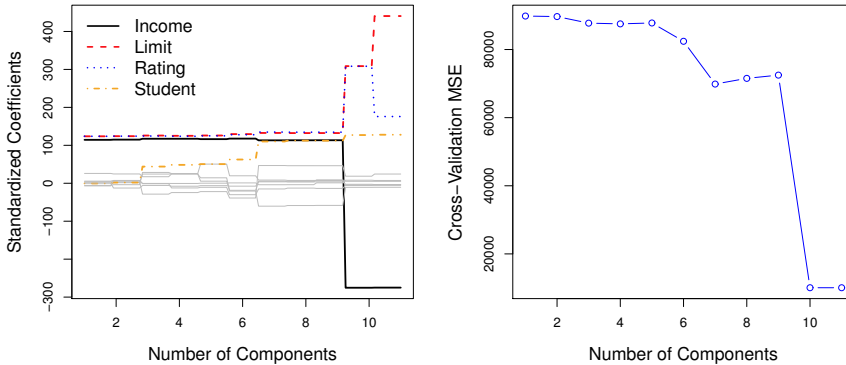 Standardized Coefficients
400
300
200
100
0
-100
-300
Income
Limit
Rating
Student
2
4
6
8
10
Number of Components
Cross-Validation MSE
80000
60000
40000
20000
2
4
6
8
10
Number of Components